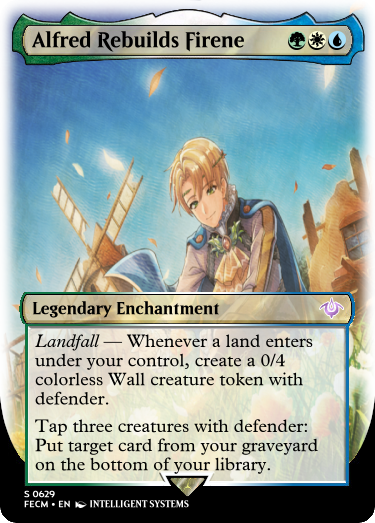 Alfred Rebuilds Firene
Legendary Enchantment
Landfall — Whenever a land enters
under your control, create a 0/4
colorless Wall creature token with
defender.
Tap three creatures with defender:
Put target card from your graveyard
on the bottom of your library.
S 0629
FECM • EN INTELLIGENT SYSTEMS